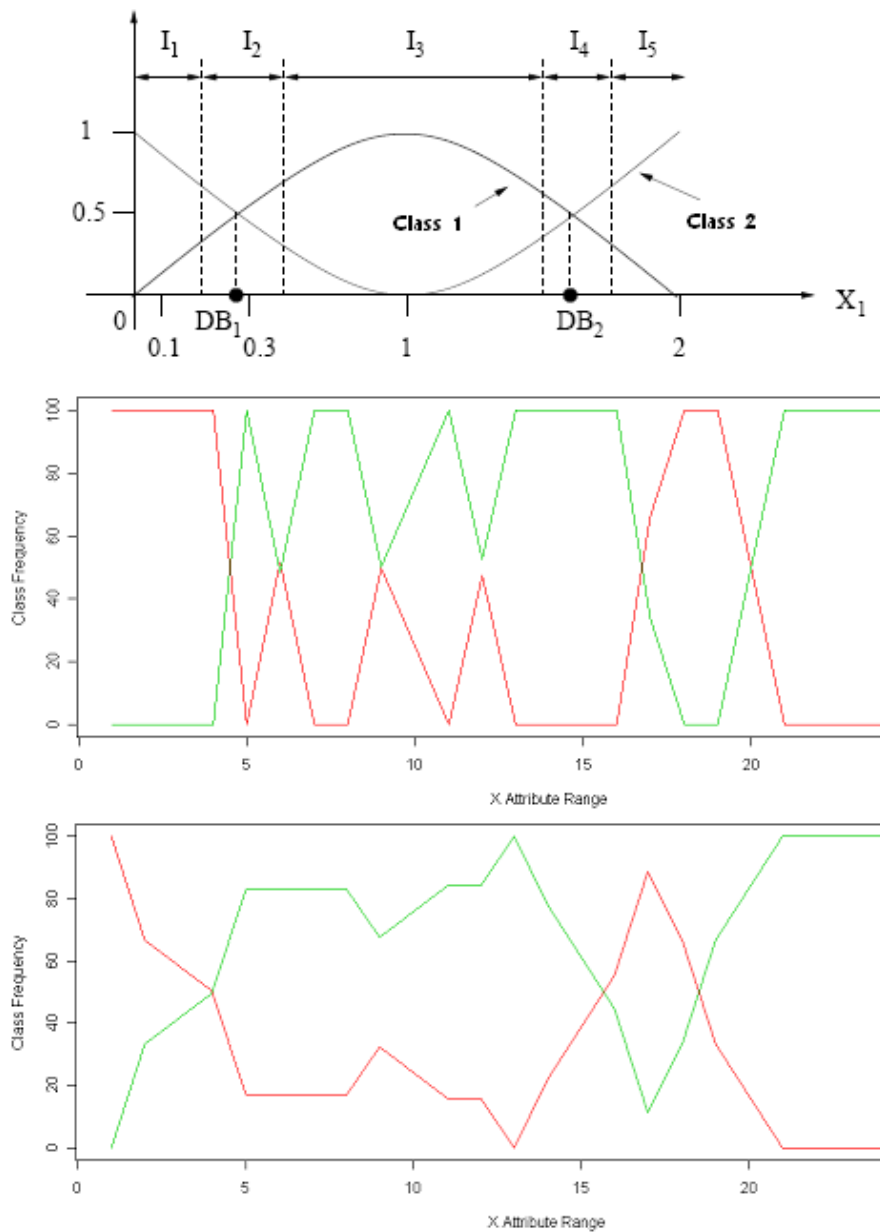 I₁ I₂ I₃ I₄ I₅
1
0.5
Class 1
Class 2
0 DB₁ DB₂ X₁
0.1 0.3 1 2
Class Frequency
100
80
60
40
20
0
0 5 10 15 20
X Attribute Range
Class Frequency
100
80
60
40
20
0
0 5 10 15 20
X Attribute Range